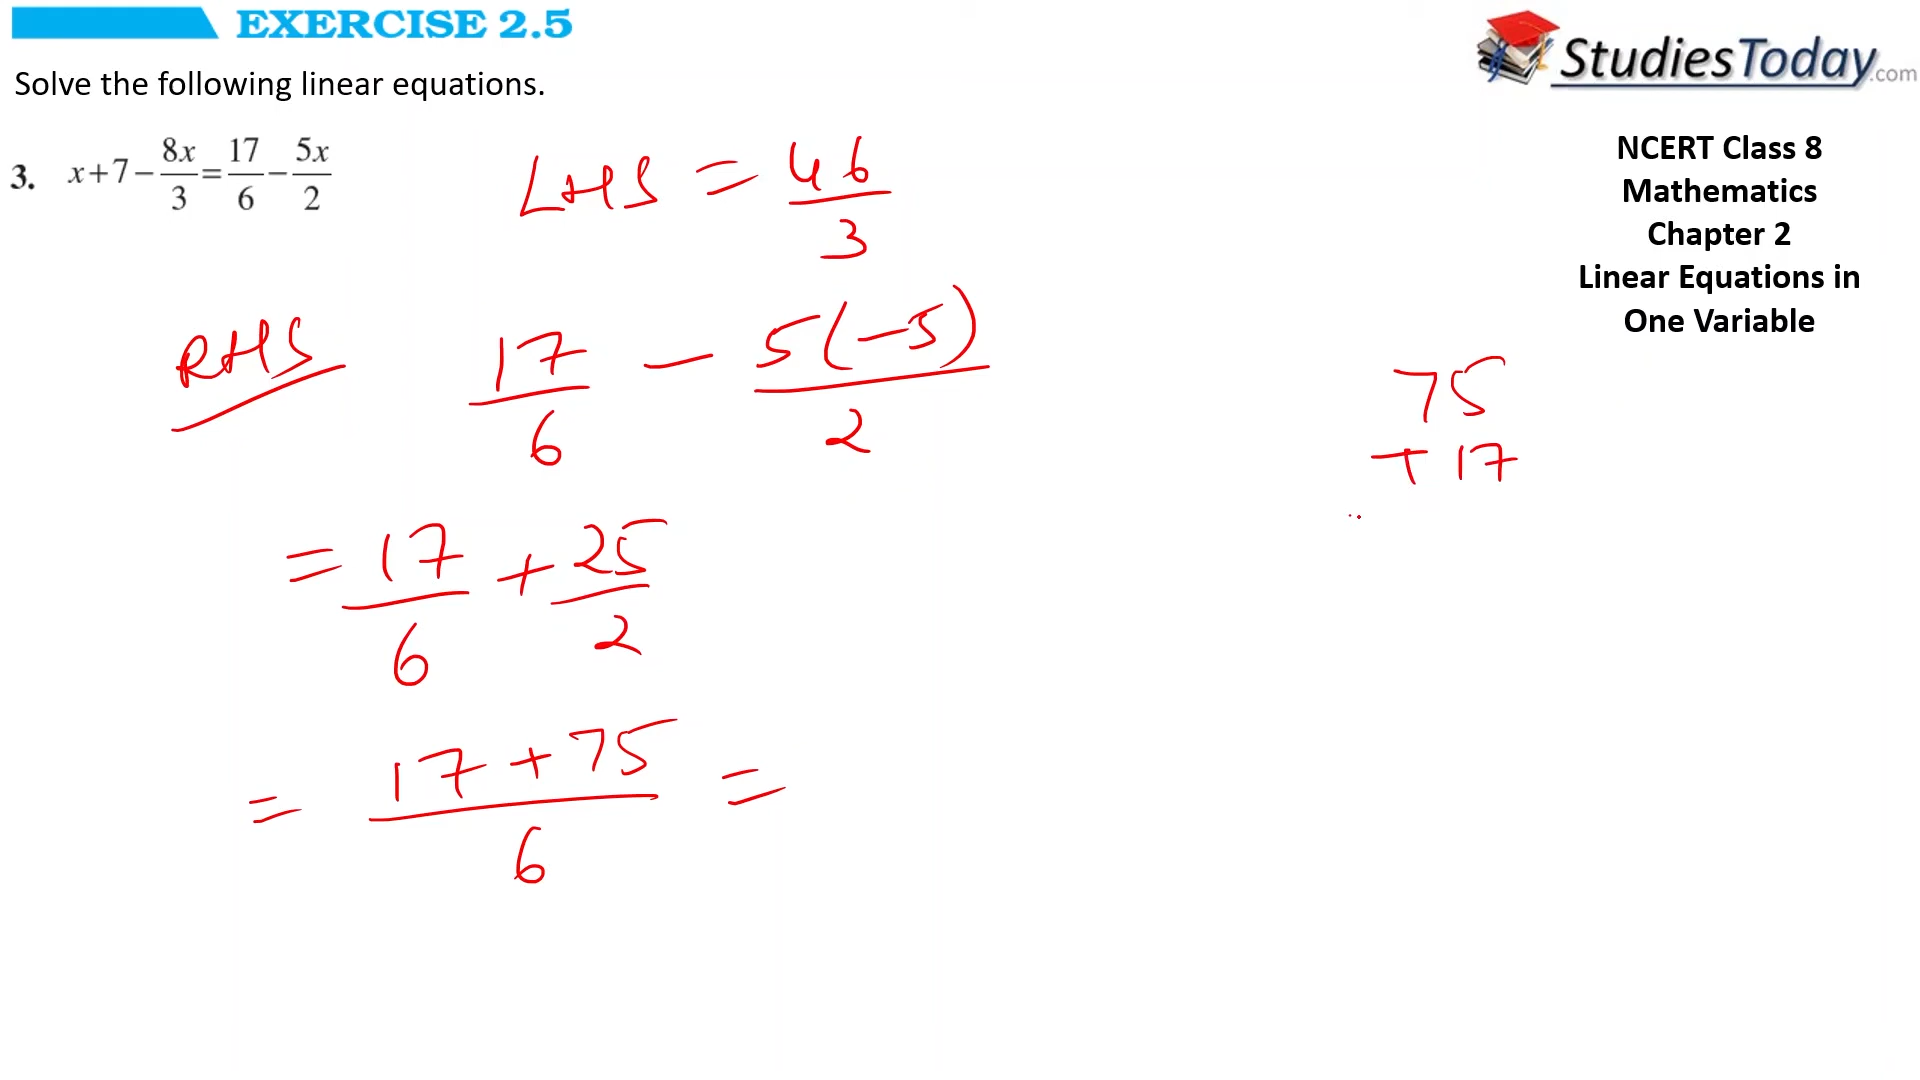 EXERCISE 2.5
StudiesToday.com
Solve the following linear equations.
3. x+7−8x/3=17/6−5x/2
NCERT Class 8
Mathematics
Chapter 2
Linear Equations in
One Variable
LHS = 46/3
RHS 17/6 − 5(−5)/2
75
+ 17
= 17/6 + 25/2
= 17+75/6 =